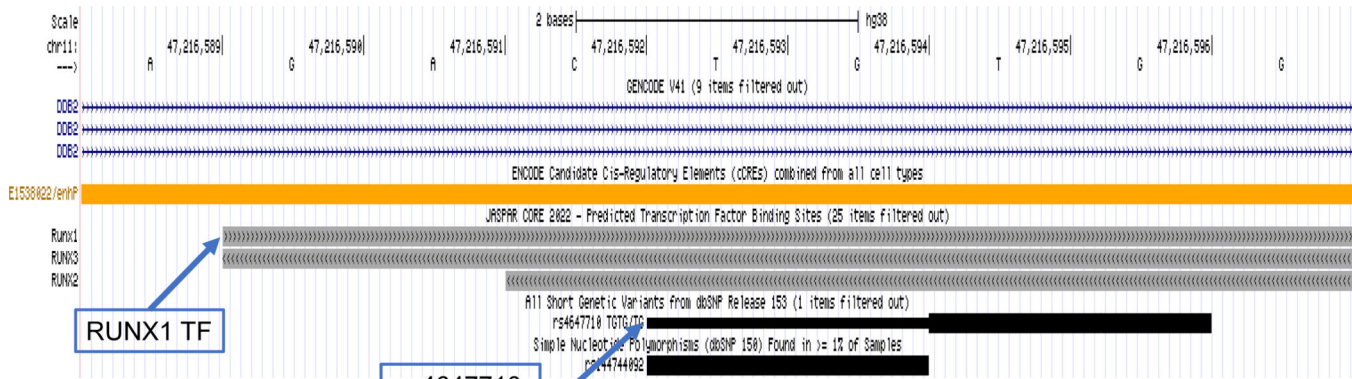 Scale 2 bases hg38
chr11: 47,216,589| 47,216,590| 47,216,591| 47,216,592| 47,216,593| 47,216,594| 47,216,595| 47,216,596|
---> A G A C T G T G G
GENCODE V41 (9 items filtered out)
DDB2
DDB2
DDB2
ENCODE Candidate Cis-Regulatory Elements (cCREs) combined from all cell types
E1538022/enhP
JASPAR CORE 2022 - Predicted Transcription Factor Binding Sites (25 items filtered out)
Runx1
RUNX3
RUNX2
All Short Genetic Variants from dbSNP Release 153 (1 items filtered out)
rs4647710 TGTG/TG
RUNX1 TF
Simple Nucleotide Polymorphisms (dbSNP 150) Found in >= 1% of Samples